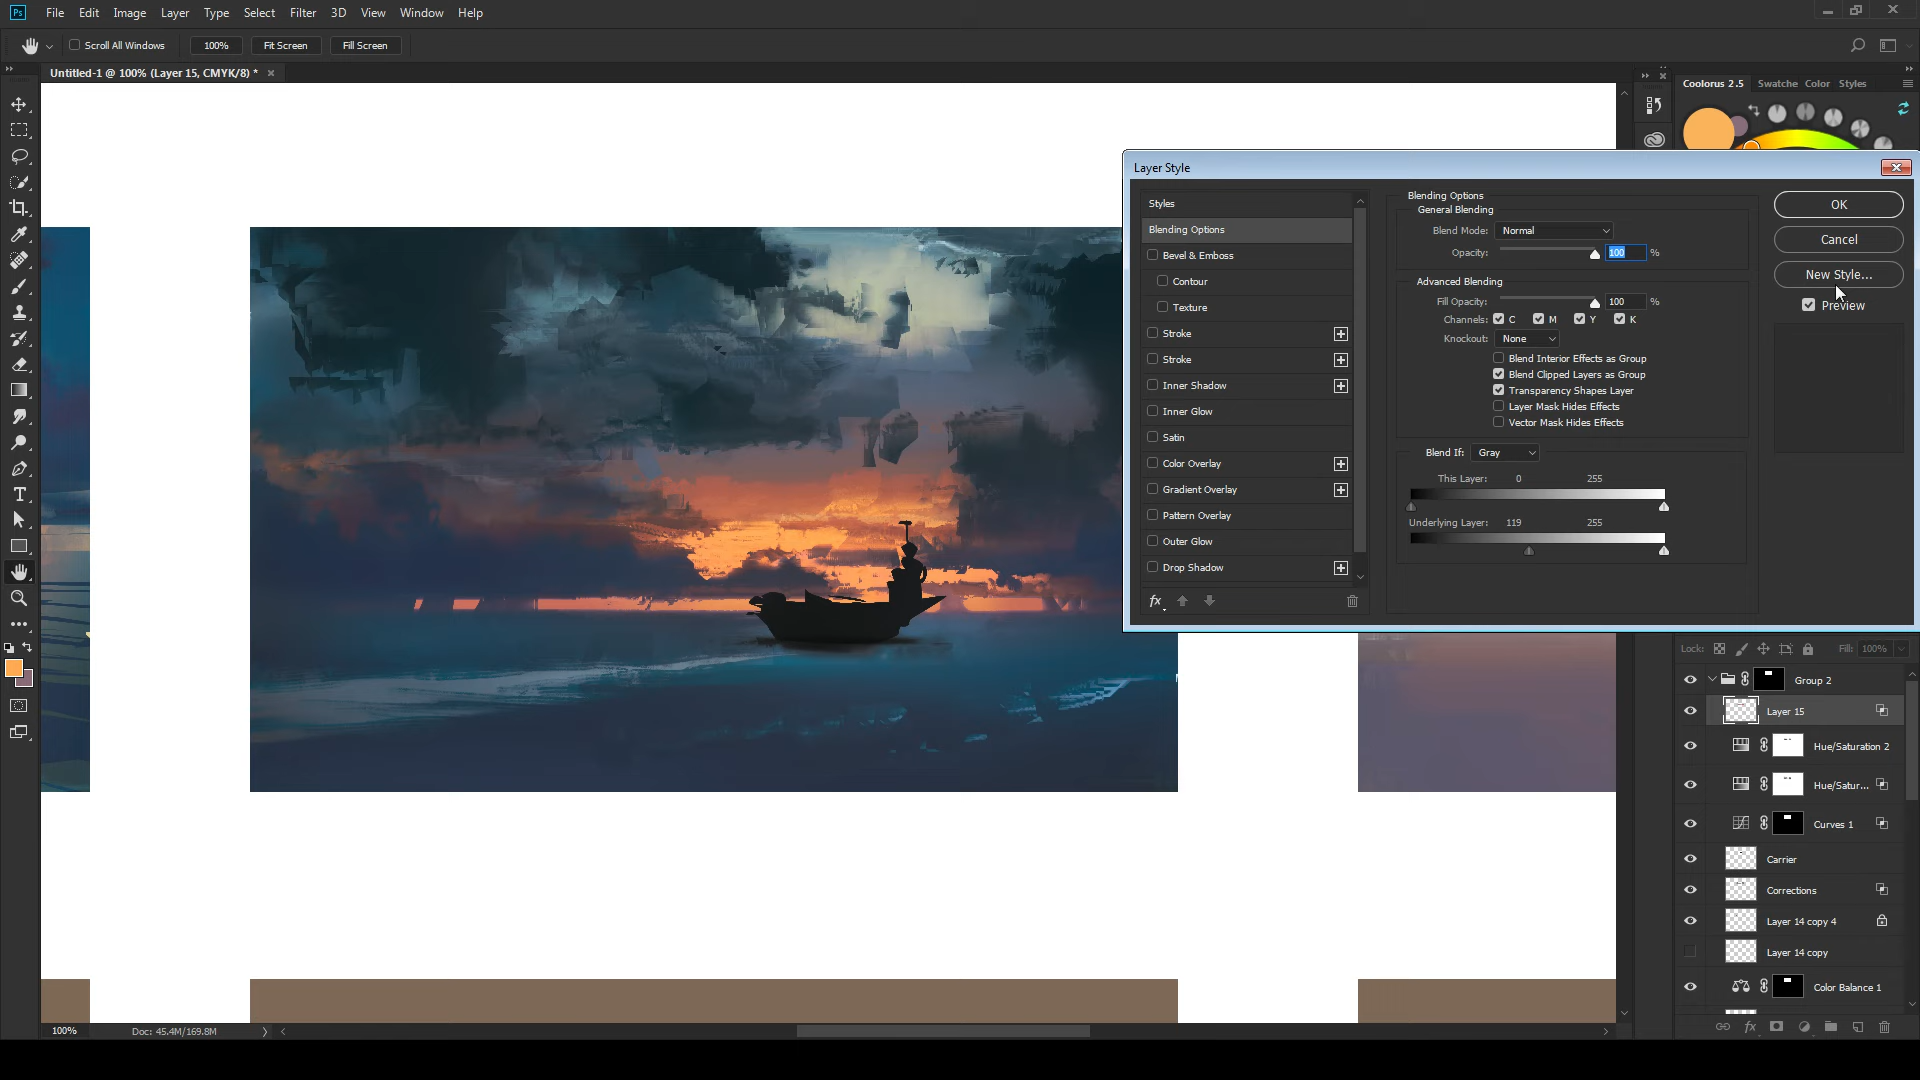 Ps File Edit Image Layer Type Select Filter 3D View Window Help
Scroll All Windows 100% Fit Screen Fill Screen
Untitled-1 @ 100% (Layer 15, CMYK/8) *
Coolorus 2.5 Swatche Color Styles
Layer Style
Styles
Blending Options
Bevel & Emboss
Contour
Texture
Stroke
Stroke
Inner Shadow
Inner Glow
Satin
Color Overlay
Gradient Overlay
Pattern Overlay
Outer Glow
Drop Shadow
fx
Blending Options
General Blending
Blend Mode: Normal
Opacity: 100 %
Advanced Blending
Fill Opacity: 100 %
Channels: C M Y K
Knockout: None
Blend Interior Effects as Group
Blend Clipped Layers as Group
Transparency Shapes Layer
Layer Mask Hides Effects
Vector Mask Hides Effects
Blend If: Gray
This Layer: 0 255
Underlying Layer: 119 255
OK
Cancel
New Style...
Preview
Lock: Fill: 100%
Group 2
Layer 15
Hue/Saturation 2
Hue/Satur...
Curves 1
Carrier
Corrections
Layer 14 copy 4
Layer 14 copy
Color Balance 1
fx
100% Doc: 45.4M/169.8M